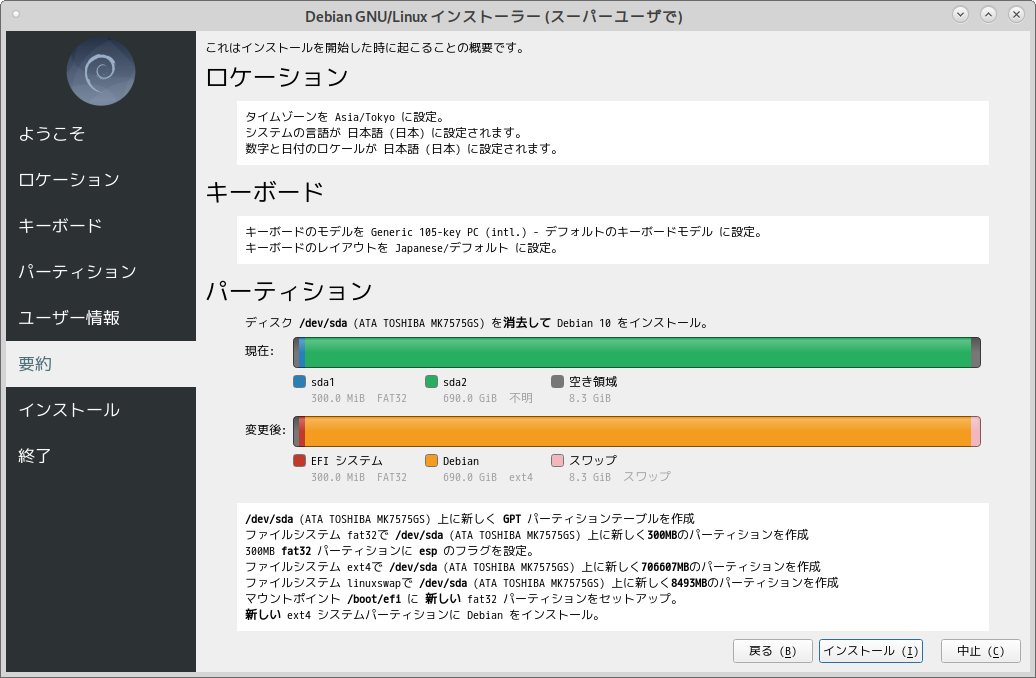 Debian GNU/Linux インストーラー (スーパーユーザで)
ようこそ
ロケーション
キーボード
パーティション
ユーザー情報
要約
インストール
終了
これはインストールを開始した時に起こることの概要です。
ロケーション
タイムゾーンを Asia/Tokyo に設定。
システムの言語が 日本語 (日本) に設定されます。
数字と日付のロケールが 日本語 (日本) に設定されます。
キーボード
キーボードのモデルを Generic 105-key PC (intl.) - デフォルトのキーボードモデル に設定。
キーボードのレイアウトを Japanese/デフォルト に設定。
パーティション
ディスク /dev/sda (ATA TOSHIBA MK7575GS) を消去して Debian 10 をインストール。
現在:
sda1 sda2 空き領域
300.0 MiB FAT32 690.0 GiB 不明 8.3 GiB
変更後:
EFI システム Debian スワップ
300.0 MiB FAT32 690.0 GiB ext4 8.3 GiB スワップ
/dev/sda (ATA TOSHIBA MK7575GS) 上に新しく GPT パーティションテーブルを作成
ファイルシステム fat32で /dev/sda (ATA TOSHIBA MK7575GS) 上に新しく300MBのパーティションを作成
300MB fat32 パーティションに esp のフラグを設定。
ファイルシステム ext4で /dev/sda (ATA TOSHIBA MK7575GS) 上に新しく706607MBのパーティションを作成
ファイルシステム linuxswapで /dev/sda (ATA TOSHIBA MK7575GS) 上に新しく8493MBのパーティションを作成
マウントポイント /boot/efi に 新しい fat32 パーティションをセットアップ。
新しい ext4 システムパーティションに Debian をインストール。
戻る (B) インストール (I) 中止 (C)